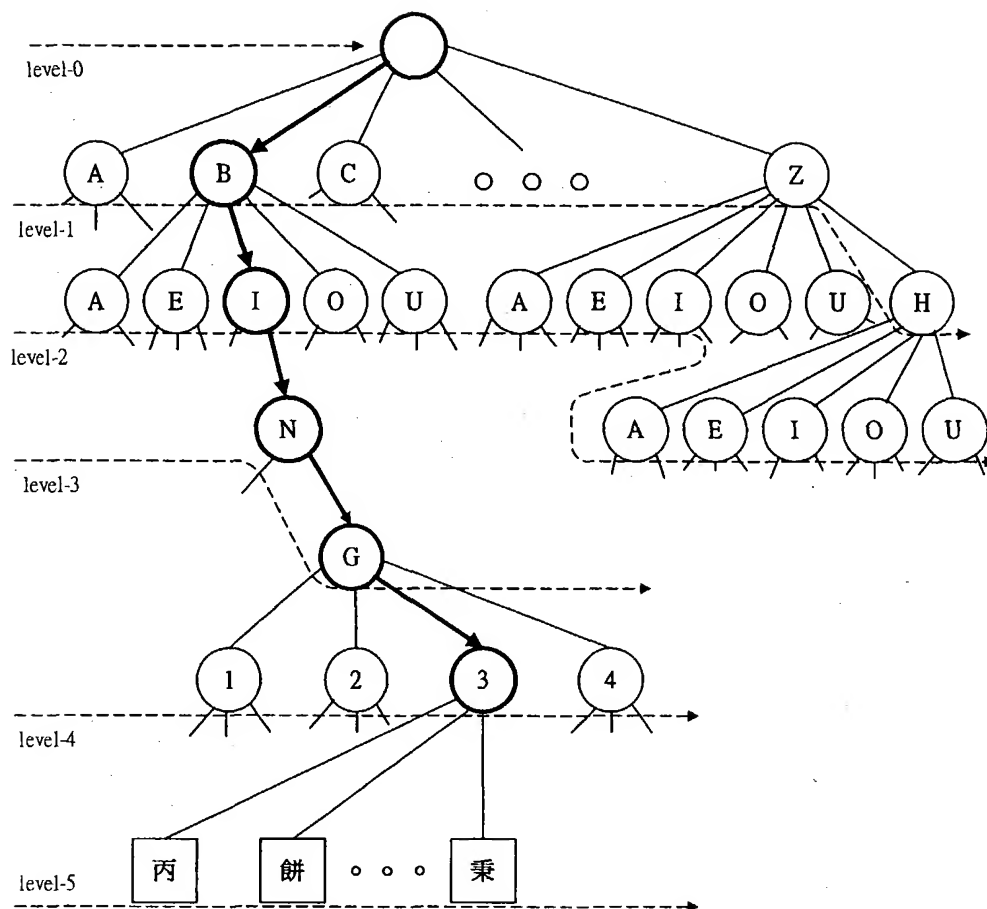 level-0
A B C Z
level-1
A E I O U A E I O U H
level-2
N A E I O U
level-3
G
1 2 3 4
level-4
丙 餅 秉
level-5